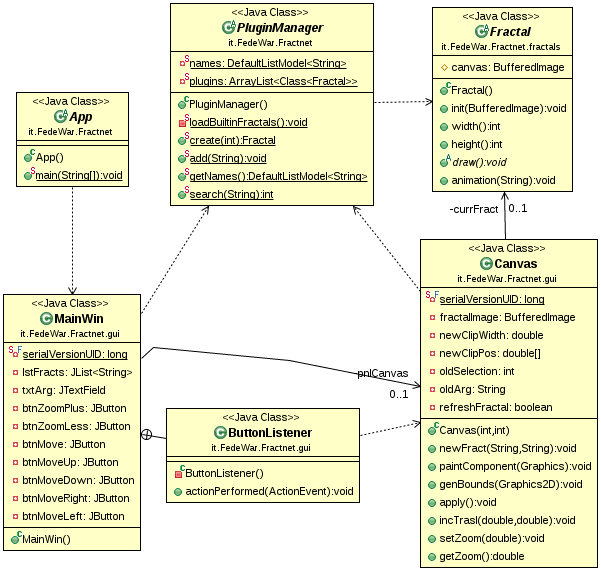 <<Java Class>>
App
it.FedeWar.Fractnet
App()
main(String[]):void
<<Java Class>>
PluginManager
it.FedeWar.Fractnet
names: DefaultListModel<String>
plugins: ArrayList<Class<Fractal>>
PluginManager()
loadBuiltinFractals():void
create(int):Fractal
add(String):void
getNames():DefaultListModel<String>
search(String):int
<<Java Class>>
Fractal
it.FedeWar.Fractnet.fractals
canvas: BufferedImage
Fractal()
init(BufferedImage):void
width():int
height():int
draw():void
animation(String):void
-currFract
0..1
<<Java Class>>
MainWin
it.FedeWar.Fractnet.gui
serialVersionUID: long
lstFracts: JList<String>
txtArg: JTextField
btnZoomPlus: JButton
btnZoomLess: JButton
btnMove: JButton
btnMoveUp: JButton
btnMoveDown: JButton
btnMoveRight: JButton
btnMoveLeft: JButton
MainWin()
pnlCanvas
0..1
<<Java Class>>
ButtonListener
it.FedeWar.Fractnet.gui
ButtonListener()
actionPerformed(ActionEvent):void
<<Java Class>>
Canvas
it.FedeWar.Fractnet.gui
serialVersionUID: long
fractalImage: BufferedImage
newClipWidth: double
newClipPos: double[]
oldSelection: int
oldArg: String
refreshFractal: boolean
Canvas(int,int)
newFract(String,String):void
paintComponent(Graphics):void
genBounds(Graphics2D):void
apply():void
incTrasl(double,double):void
setZoom(double):void
getZoom():double